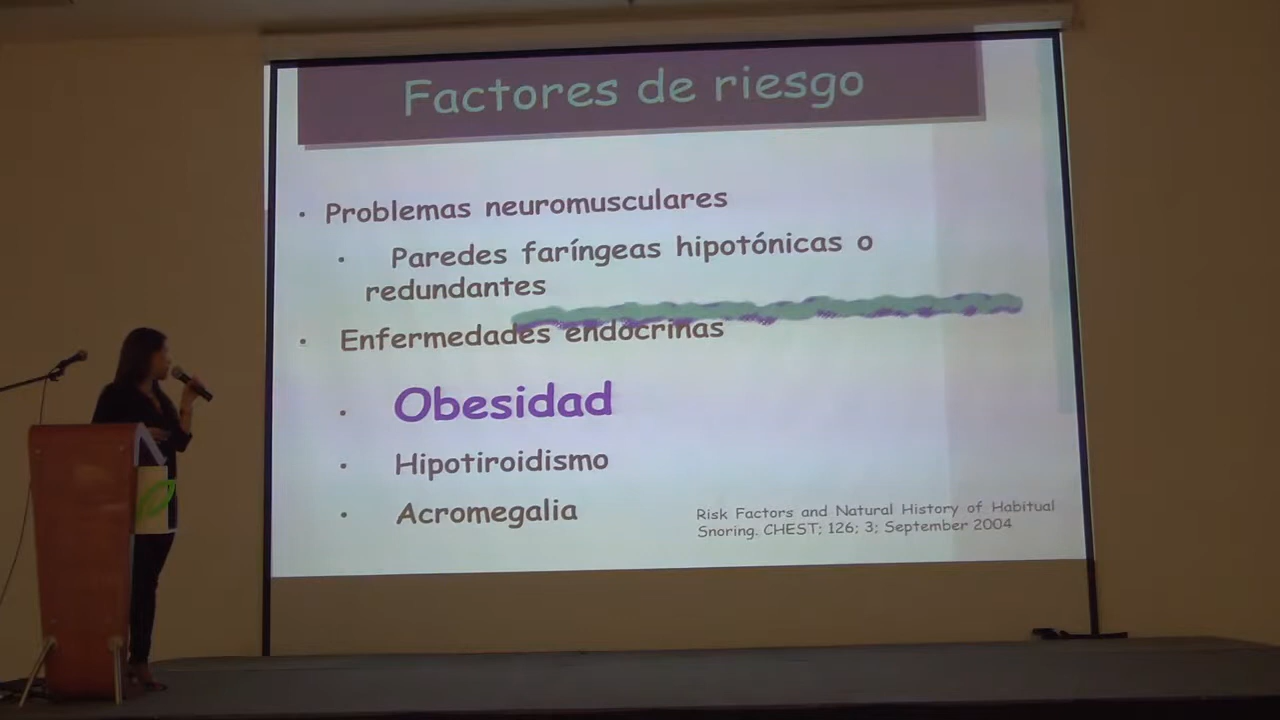 Factores de riesgo
• Problemas neuromusculares
• Paredes faríngeas hipotónicas o
redundantes
• Enfermedades endocrinas
• Obesidad
• Hipotiroidismo
• Acromegalia
Risk Factors and Natural History of Habitual
Snoring. CHEST; 126; 3; September 2004